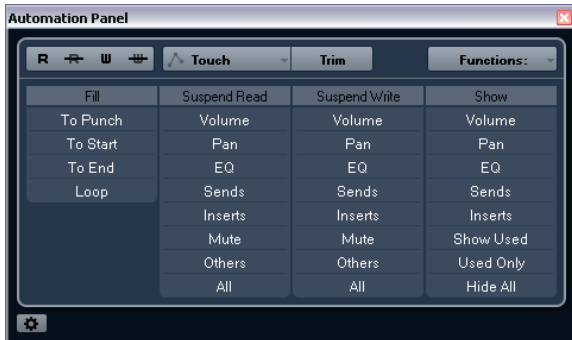 Automation Panel
R R W W Touch Trim Functions:
Fill Suspend Read Suspend Write Show
To Punch Volume Volume Volume
To Start Pan Pan Pan
To End EQ EQ EQ
Loop Sends Sends Sends
Inserts Inserts Inserts
Mute Mute Show Used
Others Others Used Only
All All Hide All